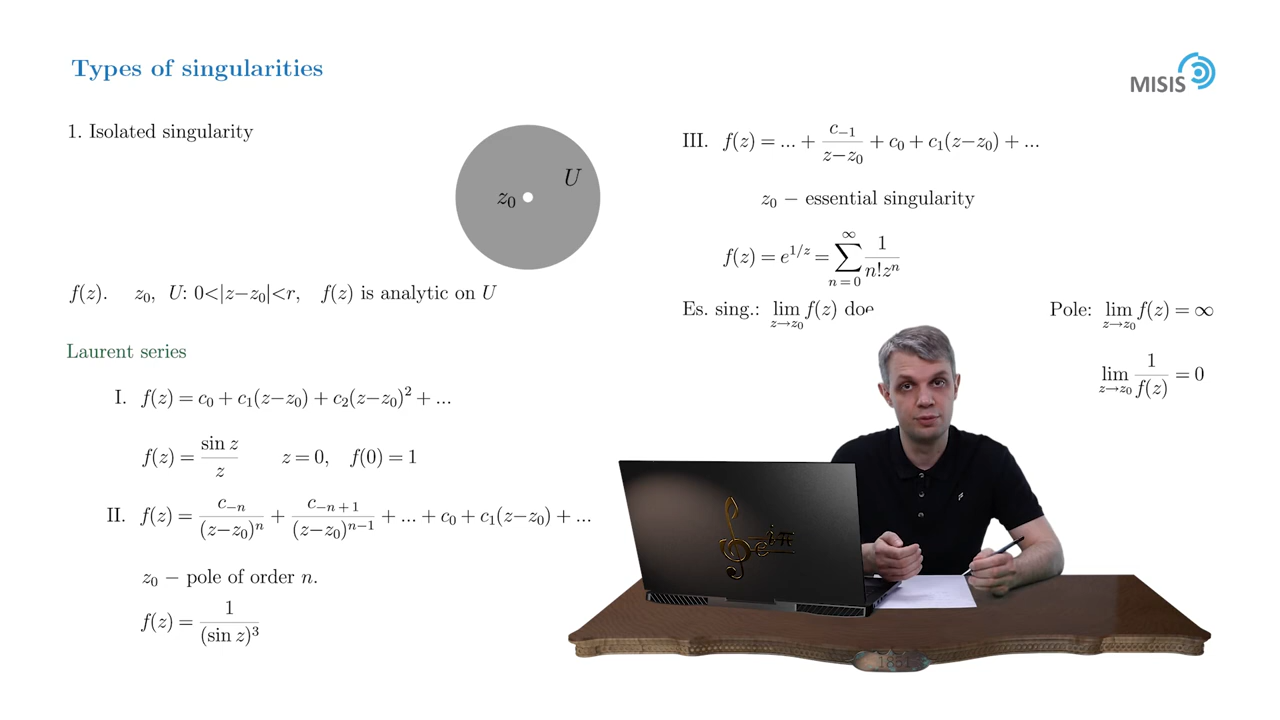 Types of singularities
MISIS
1. Isolated singularity
U
z₀
f(z). z₀, U: 0<|z−z₀|<r, f(z) is analytic on U
Laurent series
I. f(z) = c₀ + c₁(z−z₀) + c₂(z−z₀)² + ...
f(z) = sin z / z z = 0, f(0) = 1
II. f(z) = c₋ₙ/(z−z₀)ⁿ + c₋ₙ₊₁/(z−z₀)ⁿ⁻¹ + ... + c₀ + c₁(z−z₀) + ...
z₀ − pole of order n.
f(z) = 1/(sin z)³
III. f(z) = ... + c₋₁/(z−z₀) + c₀ + c₁(z−z₀) + ...
z₀ − essential singularity
f(z) = e^{1/z} = ∑_{n=0}^{∞} 1/(n!zⁿ)
Es. sing.: lim_{z→z₀} f(z) doe
Pole: lim_{z→z₀} f(z) = ∞
lim_{z→z₀} 1/f(z) = 0
e^{iπ}